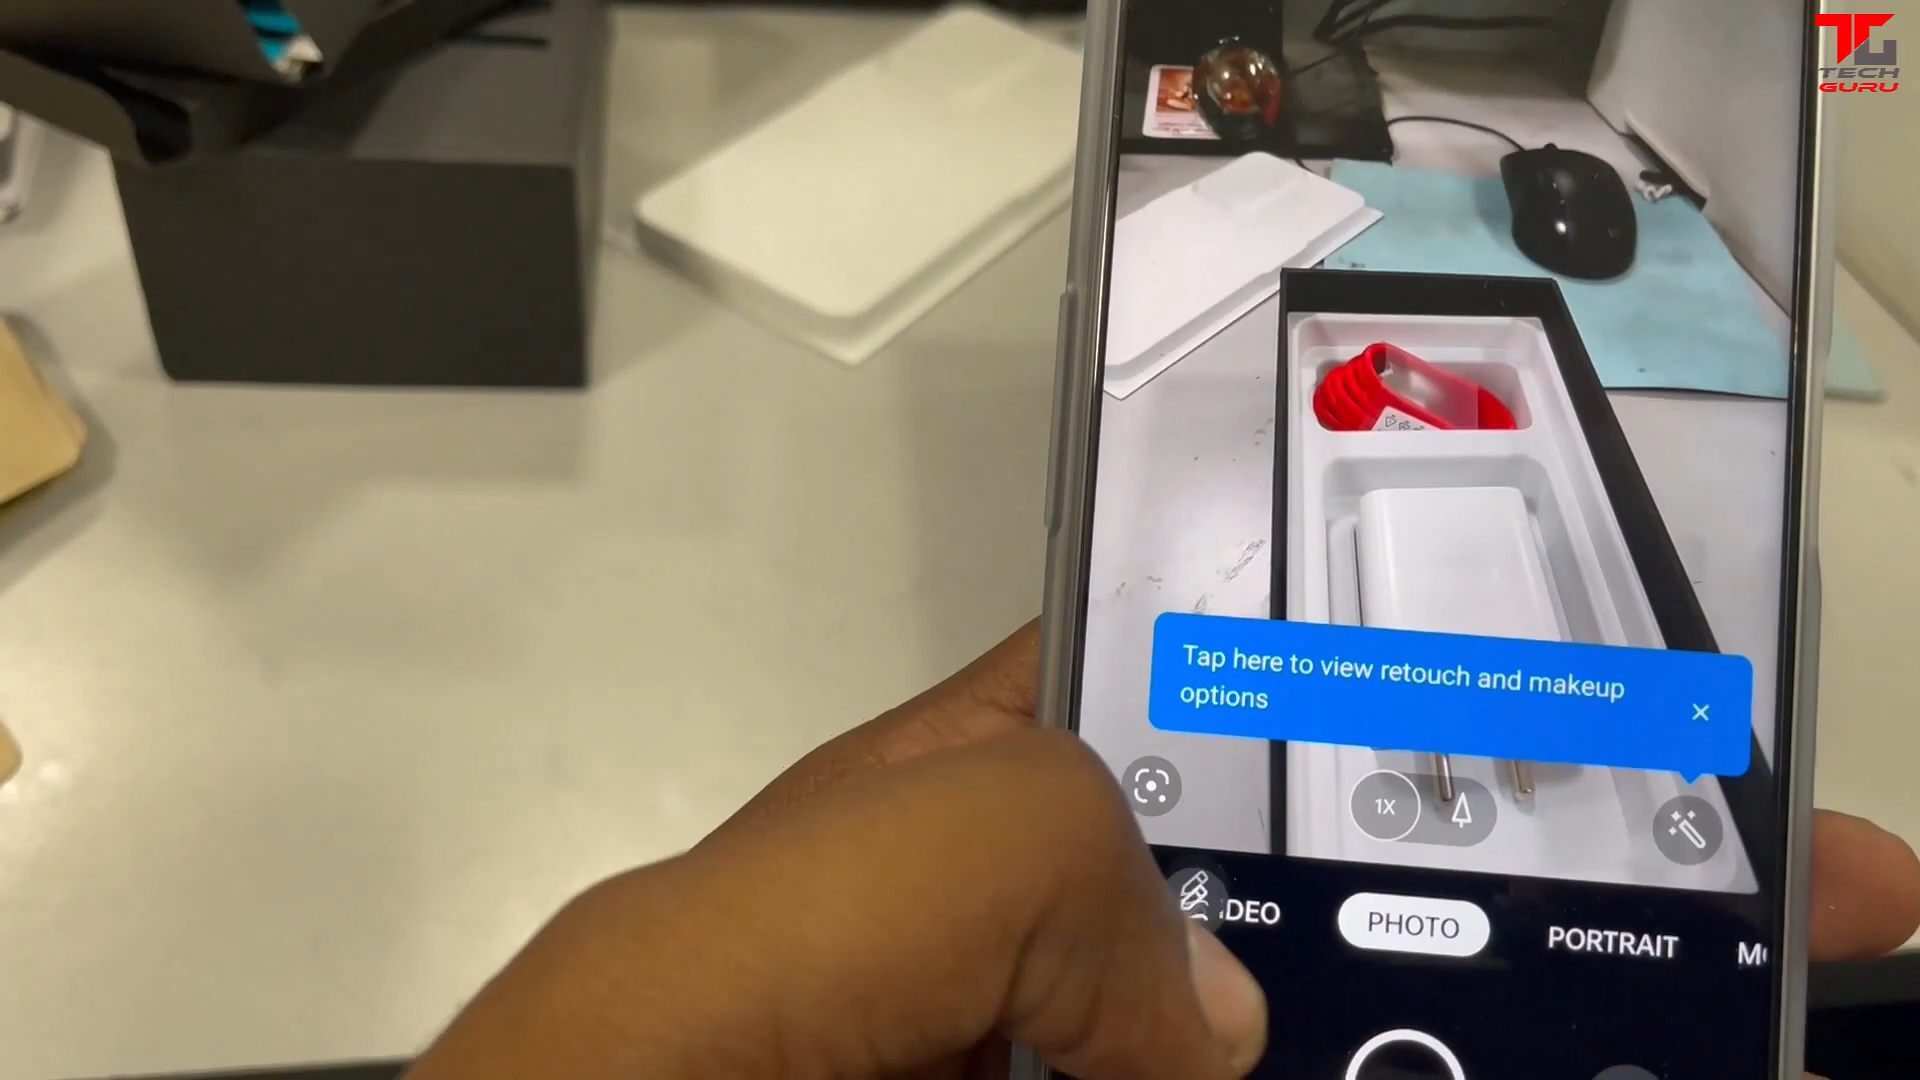 TECH
GURU
Tap here to view retouch and makeup
options
1X
DEO
PHOTO
PORTRAIT